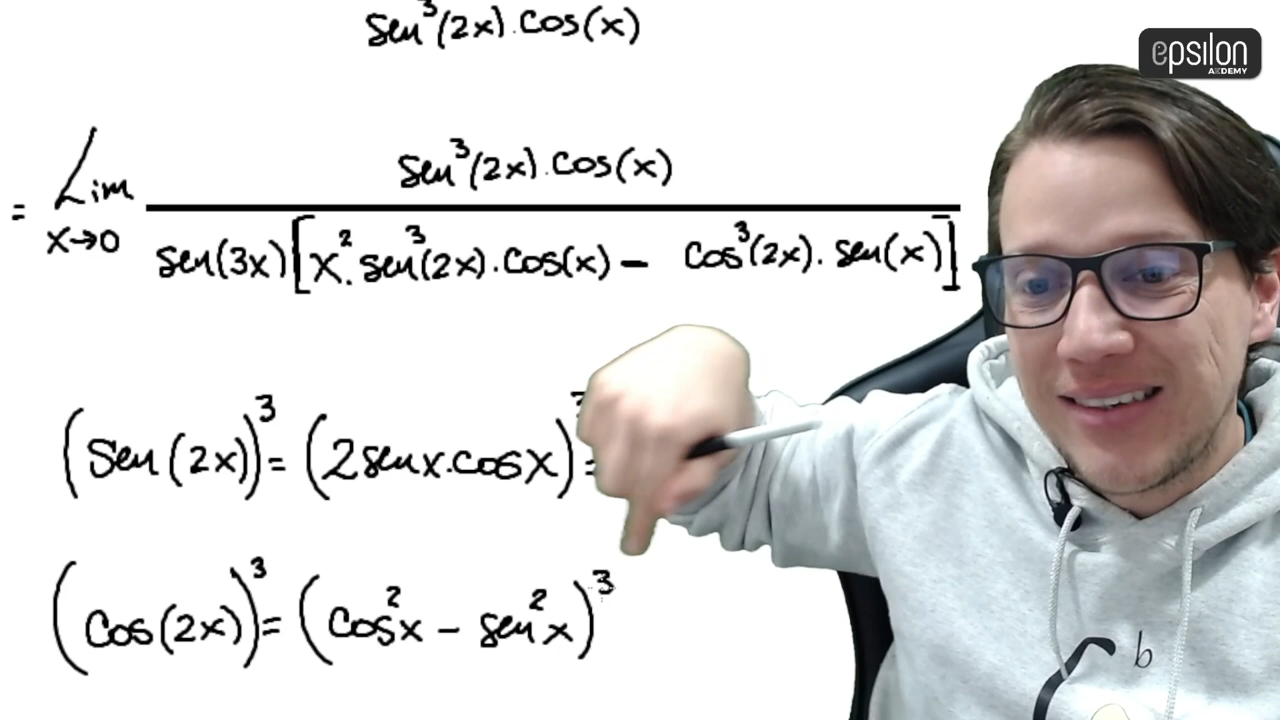 sen³(2x).cos(x)
epsilon
AKDEMY
= Lim x→0 sen³(2x).cos(x)
sen(3x)[x².sen³(2x).cos(x) − cos³(2x).sen(x)]
(sen(2x))³ = (2senx.cosx)³ =
(cos(2x))³ = (cos²x − sen²x)³
b